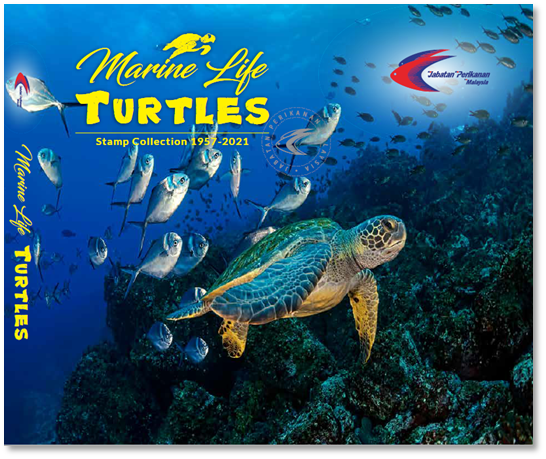 Marine Life
TURTLES
Stamp Collection 1957-2021
Jabatan Perikanan
Malaysia
Marine Life TURTLES